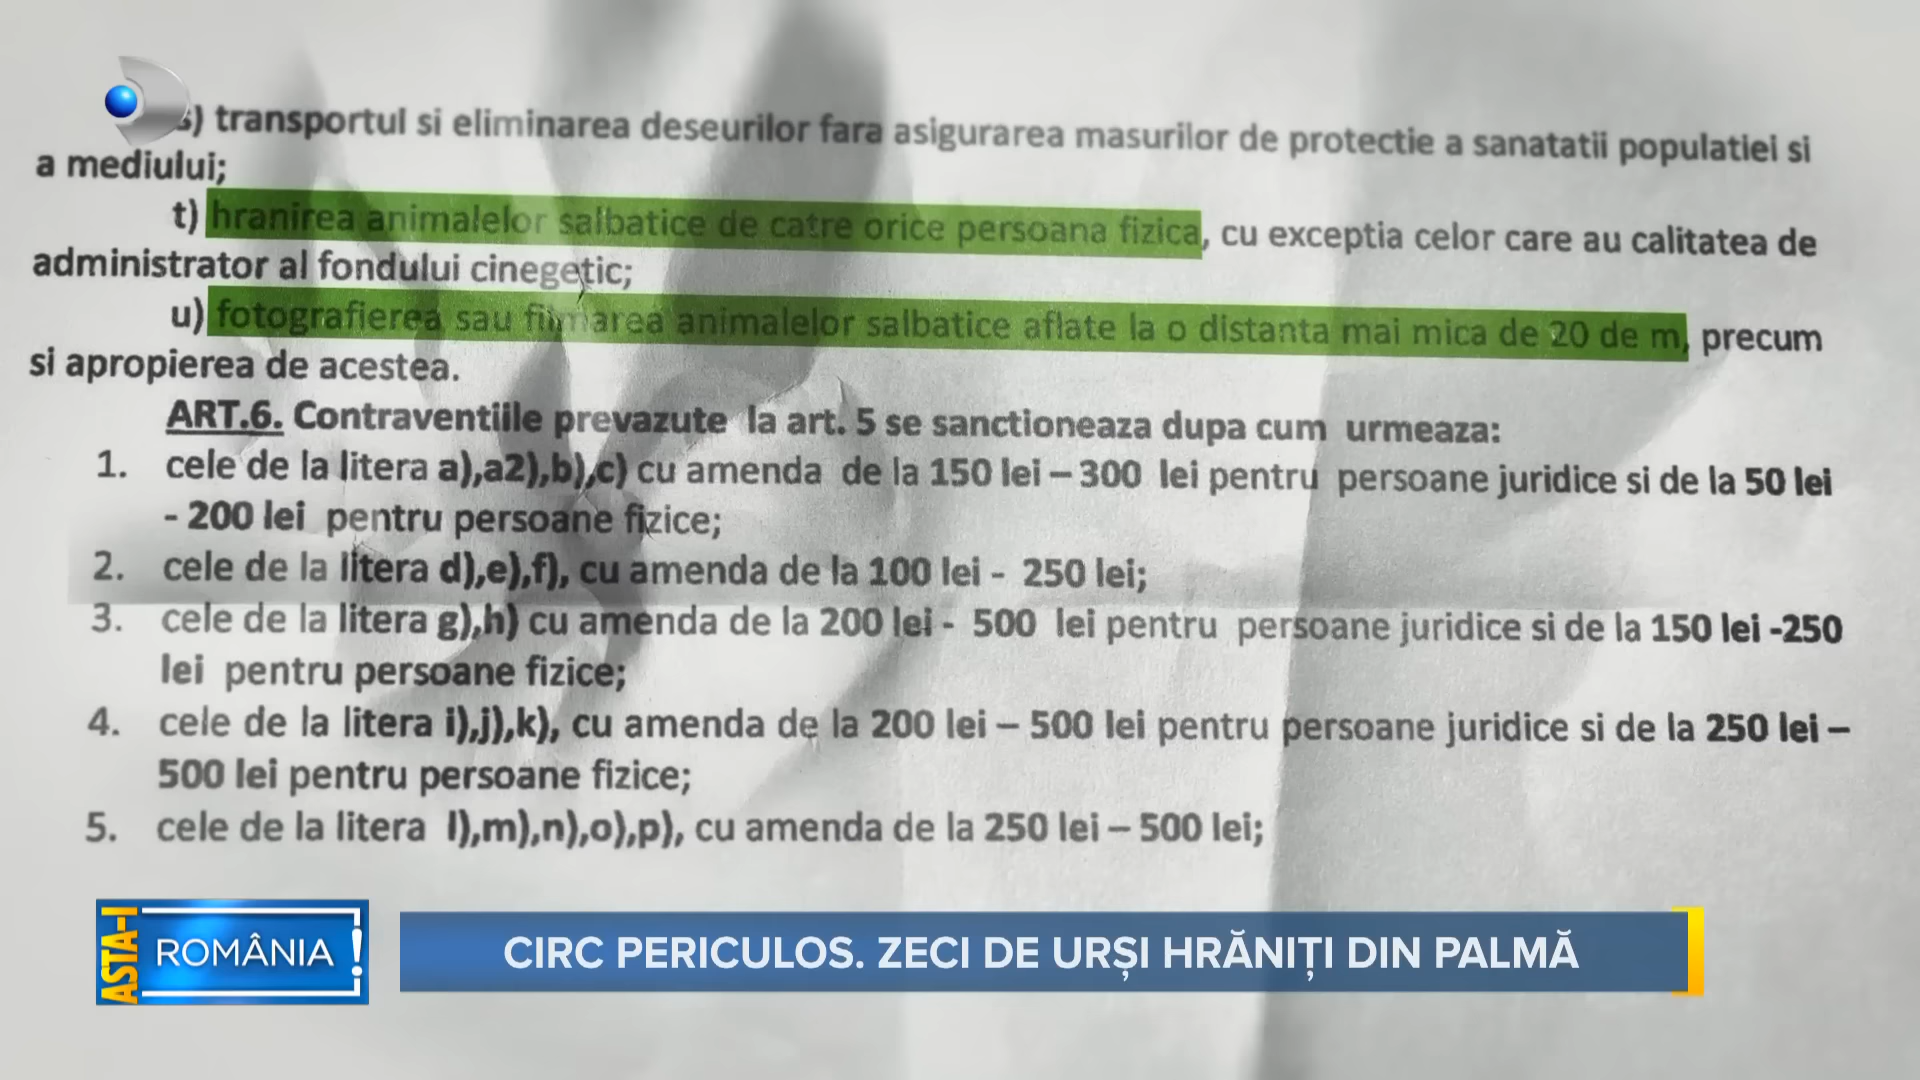 s) transportul si eliminarea deseurilor fara asigurarea masurilor de protectie a sanatatii populatiei si
a mediului;
t) hranirea animalelor salbatice de catre orice persoana fizica, cu exceptia celor care au calitatea de
administrator al fondului cinegetic;
u) fotografierea sau filmarea animalelor salbatice aflate la o distanta mai mica de 20 de m, precum
si apropierea de acestea.
ART.6. Contraventiile prevazute la art. 5 se sanctioneaza dupa cum urmeaza:
1. cele de la litera a),a2),b),c) cu amenda de la 150 lei – 300 lei pentru persoane juridice si de la 50 lei
- 200 lei pentru persoane fizice;
2. cele de la litera d),e),f), cu amenda de la 100 lei - 250 lei;
3. cele de la litera g),h) cu amenda de la 200 lei - 500 lei pentru persoane juridice si de la 150 lei -250
lei pentru persoane fizice;
4. cele de la litera i),j),k), cu amenda de la 200 lei – 500 lei pentru persoane juridice si de la 250 lei –
500 lei pentru persoane fizice;
5. cele de la litera l),m),n),o),p), cu amenda de la 250 lei – 500 lei;
ASTA-I
ROMÂNIA!
CIRC PERICULOS. ZECI DE URȘI HRĂNIȚI DIN PALMĂ